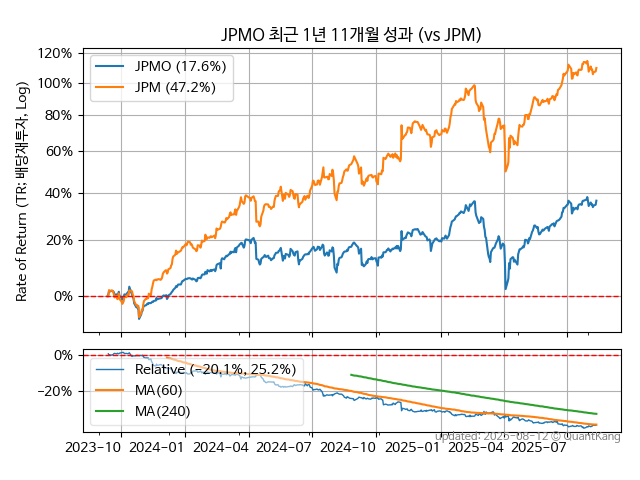 JPMO 최근 1년 11개월 성과 (vs JPM)
Rate of Return (TR: 배당재투자, Log)
120%
100%
80%
60%
40%
20%
0%
JPMO (17.6%)
JPM (47.2%)
0%
−20%
Relative (−20.1%, 25.2%)
MA(60)
MA(240)
2023-10 2024-01 2024-04 2024-07 2024-10 2025-01 2025-04 2025-07
Updated: 2025-08-12 © QuantKang